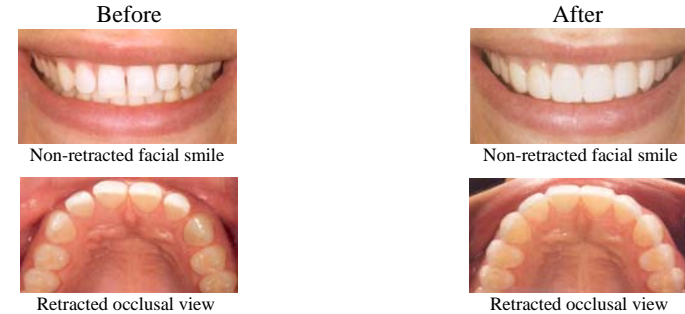 Before
After
Non-retracted facial smile
Non-retracted facial smile
Retracted occlusal view
Retracted occlusal view